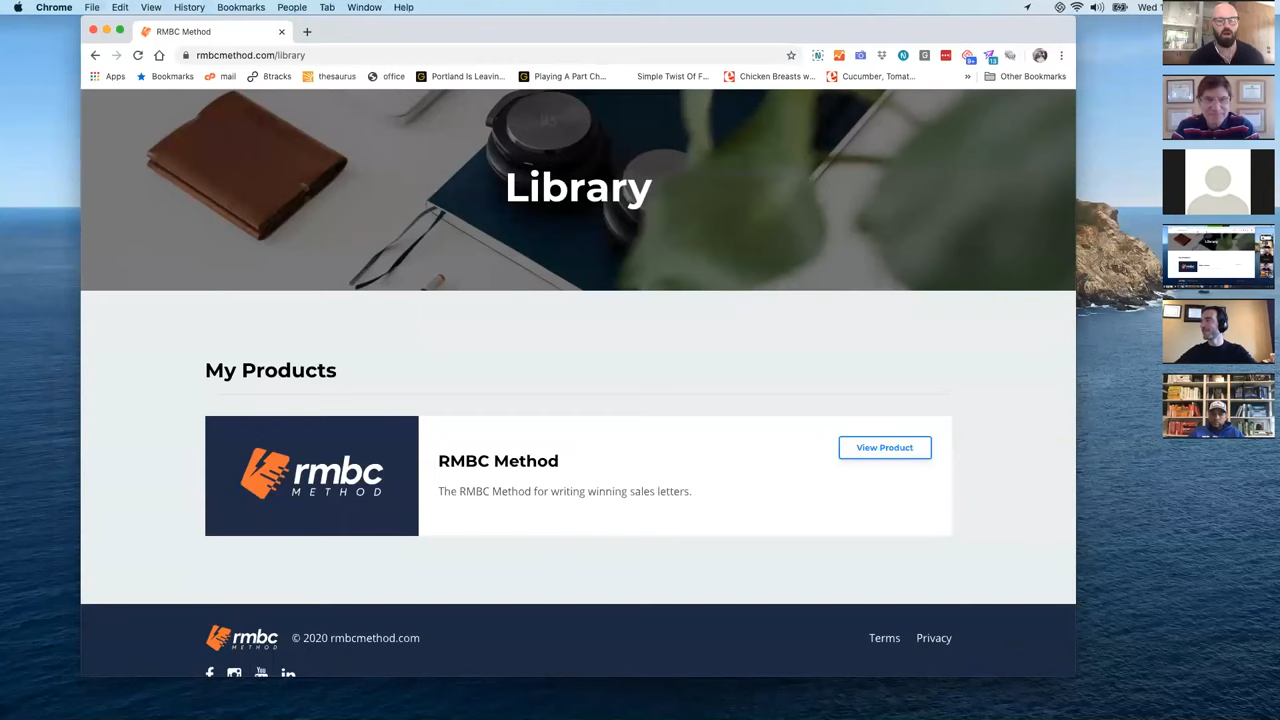 Chrome File Edit View History Bookmarks People Tab Window Help Wed 1
RMBC Method
rmbcmethod.com/library
Apps Bookmarks mail 8tracks thesaurus office Portland Is Leavin... Playing A Part Ch... Simple Twist Of F... Chicken Breasts w... Cucumber, Tomat... » Other Bookmarks
9+
13
Library
My Products
rmbc
METHOD
RMBC Method
The RMBC Method for writing winning sales letters.
View Product
rmbc
METHOD
© 2020 rmbcmethod.com
Terms Privacy